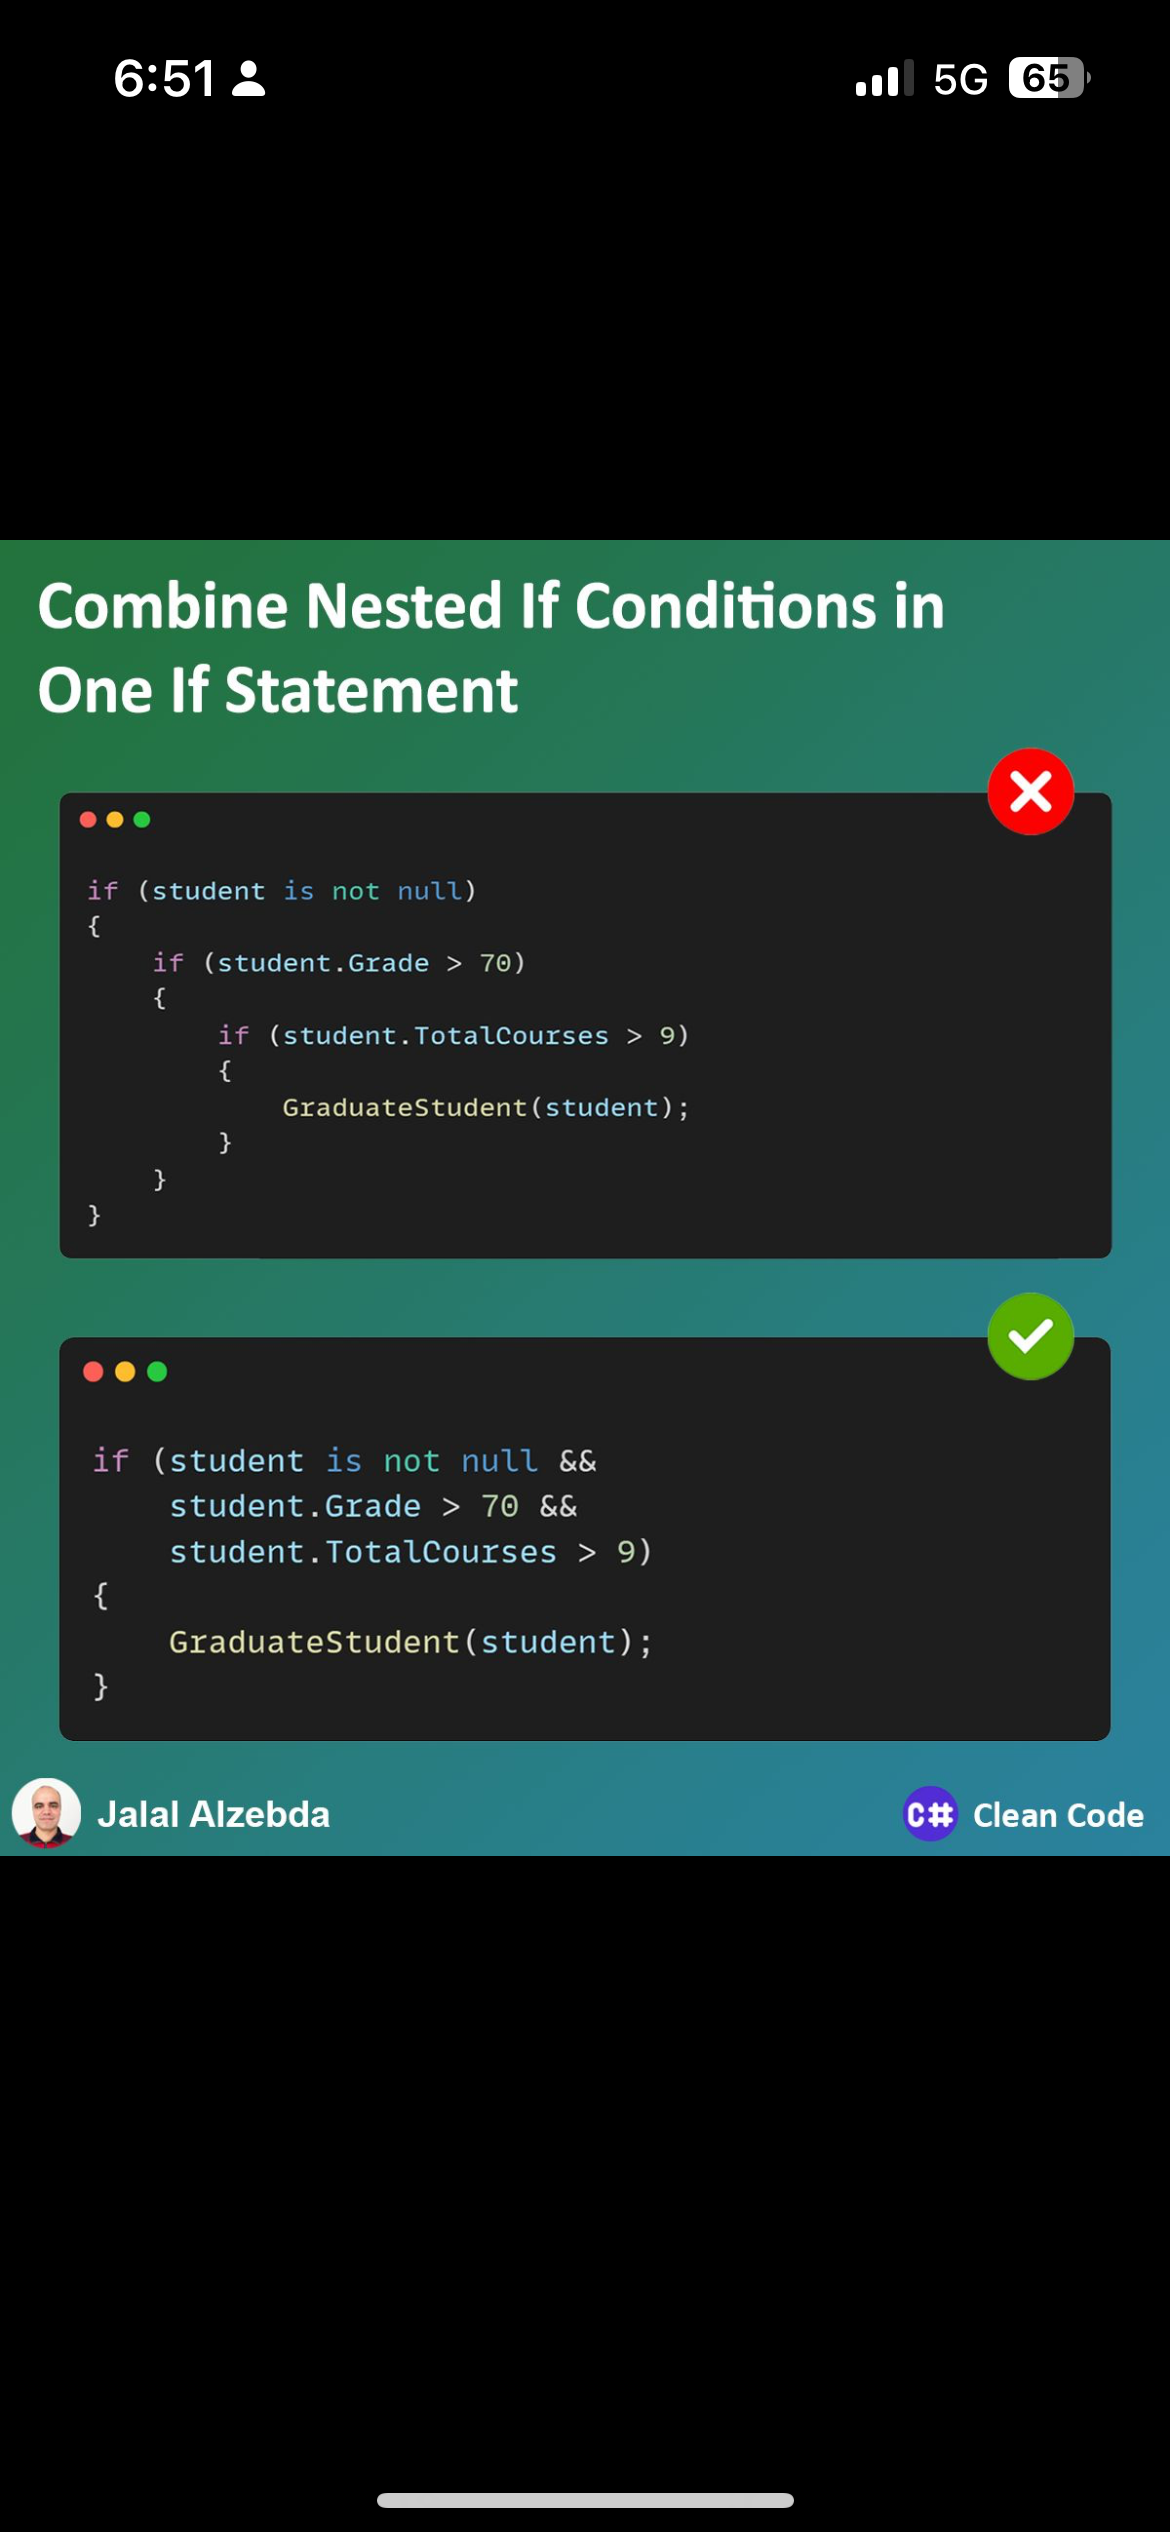 6:51 5G 65
Combine Nested If Conditions in
One If Statement
if (student is not null)
{
    if (student.Grade > 70)
    {
        if (student.TotalCourses > 9)
        {
            GraduateStudent(student);
        }
    }
}
if (student is not null &&
    student.Grade > 70 &&
    student.TotalCourses > 9)
{
    GraduateStudent(student);
}
Jalal Alzebda C# Clean Code